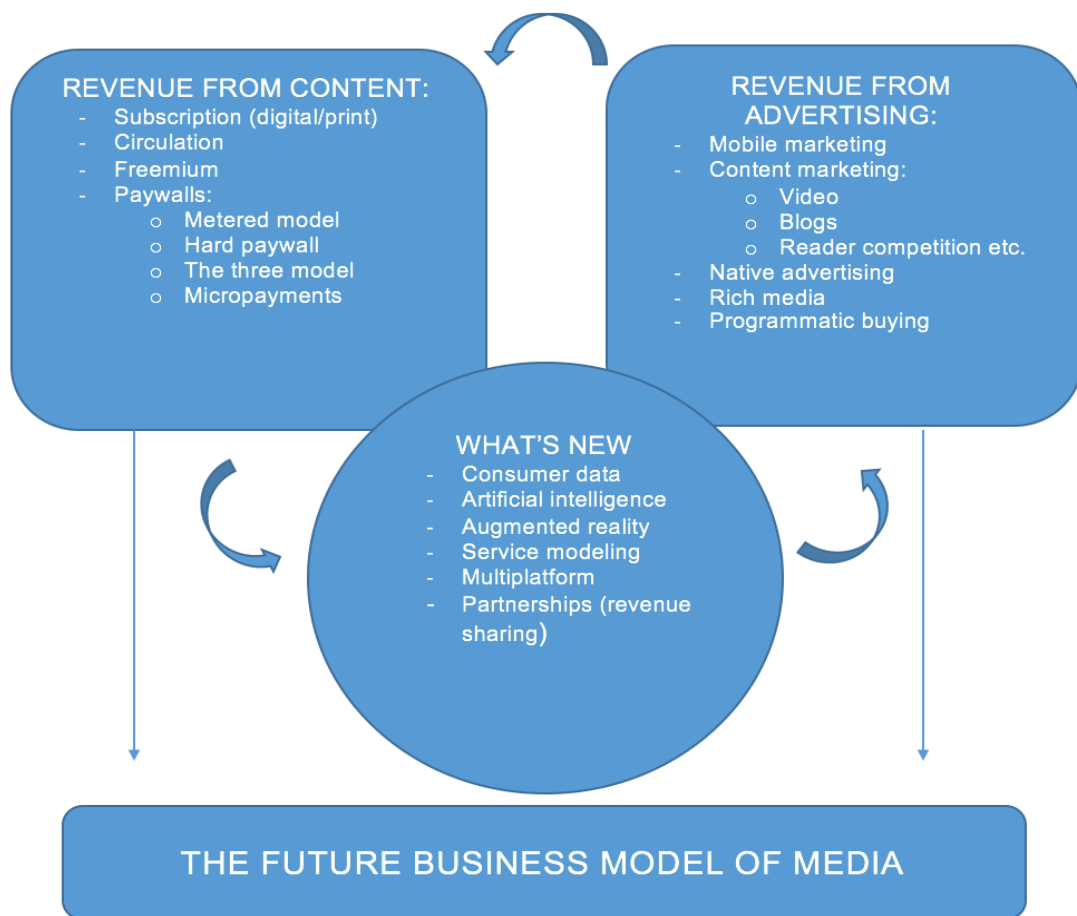 REVENUE FROM CONTENT:
- Subscription (digital/print)
- Circulation
- Freemium
- Paywalls:
o Metered model
o Hard paywall
o The three model
o Micropayments
REVENUE FROM
ADVERTISING:
- Mobile marketing
- Content marketing:
o Video
o Blogs
o Reader competition etc.
- Native advertising
- Rich media
- Programmatic buying
WHAT’S NEW
- Consumer data
- Artificial intelligence
- Augmented reality
- Service modeling
- Multiplatform
- Partnerships (revenue
sharing)
THE FUTURE BUSINESS MODEL OF MEDIA